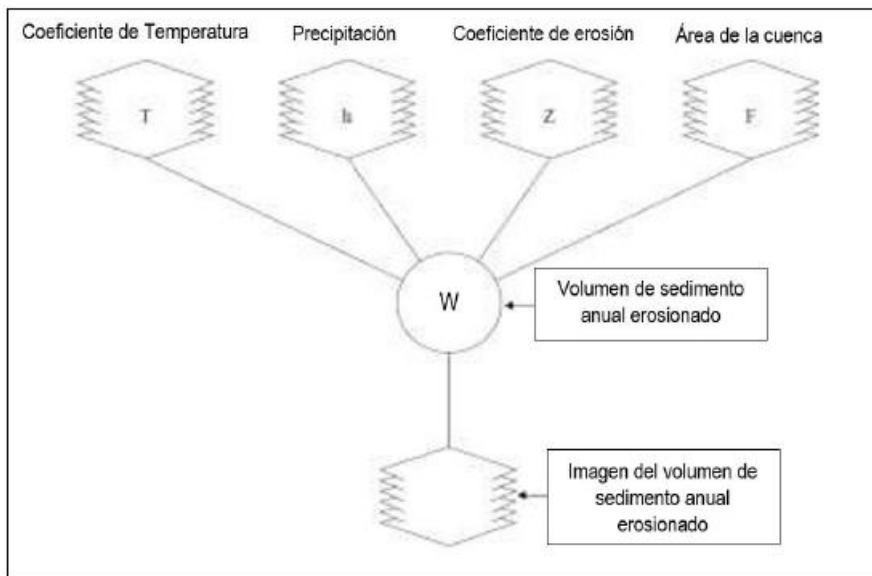 Coeficiente de Temperatura
Precipitación
Coeficiente de erosión
Área de la cuenca
T
h
Z
F
W
Volumen de sedimento
anual erosionado
Imagen del volumen de
sedimento anual
erosionado